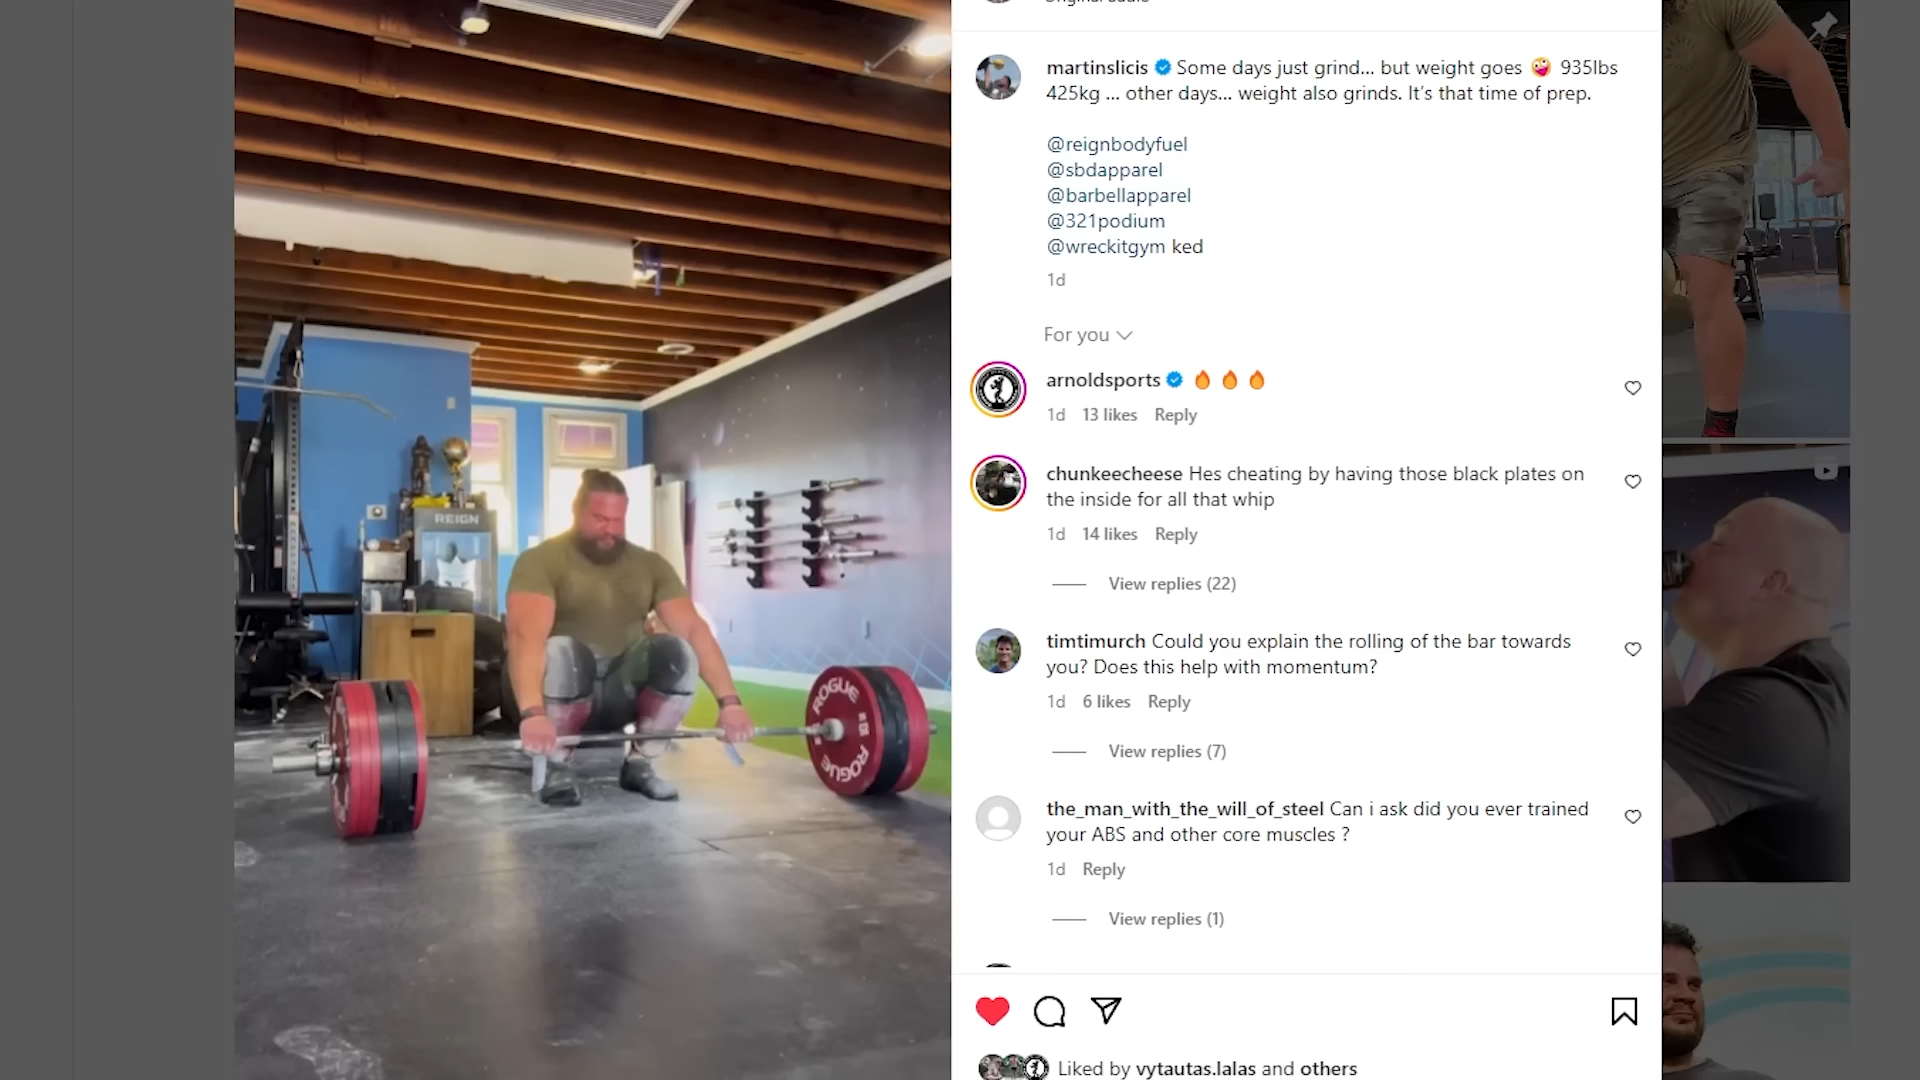 martinslicis Some days just grind... but weight goes 🤪 935lbs
425kg ... other days... weight also grinds. It's that time of prep.
@reignbodyfuel
@sbdapparel
@barbellapparel
@321podium
@wreckitgym ked
1d
For you
arnoldsports 🔥 🔥 🔥
1d 13 likes Reply
chunkeecheese Hes cheating by having those black plates on
the inside for all that whip
1d 14 likes Reply
View replies (22)
timtimurch Could you explain the rolling of the bar towards
you? Does this help with momentum?
1d 6 likes Reply
View replies (7)
the_man_with_the_will_of_steel Can i ask did you ever trained
your ABS and other core muscles ?
1d Reply
View replies (1)
Liked by vytautas.lalas and others
REIGN
ROGUE
ROGUE